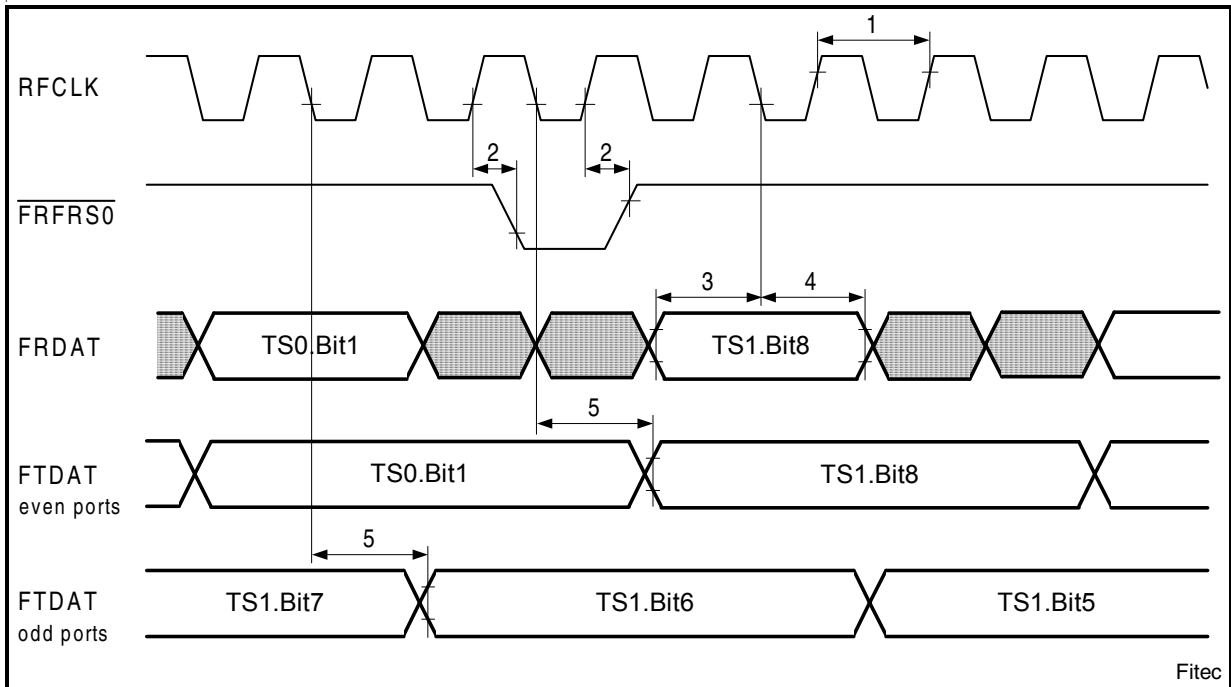 1
RFCLK
2 2
FRFRS0
3 4
FRDAT TS0.Bit1 TS1.Bit8
5
FTDAT TS0.Bit1 TS1.Bit8
even ports
5
FTDAT TS1.Bit7 TS1.Bit6 TS1.Bit5
odd ports
Fitec